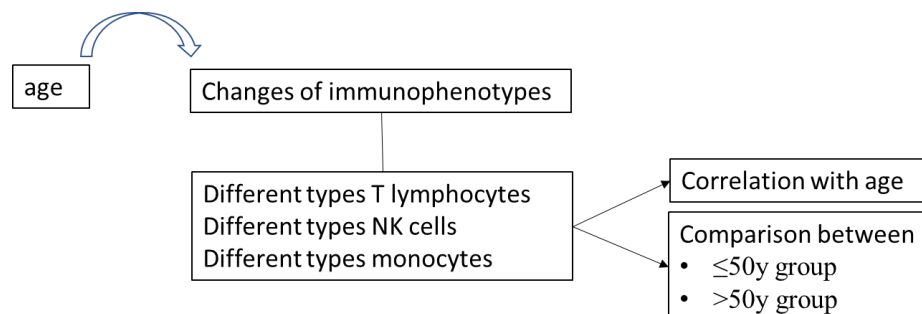 age
Changes of immunophenotypes
Different types T lymphocytes
Different types NK cells
Different types monocytes
Correlation with age
Comparison between
• ≤50y group
• >50y group